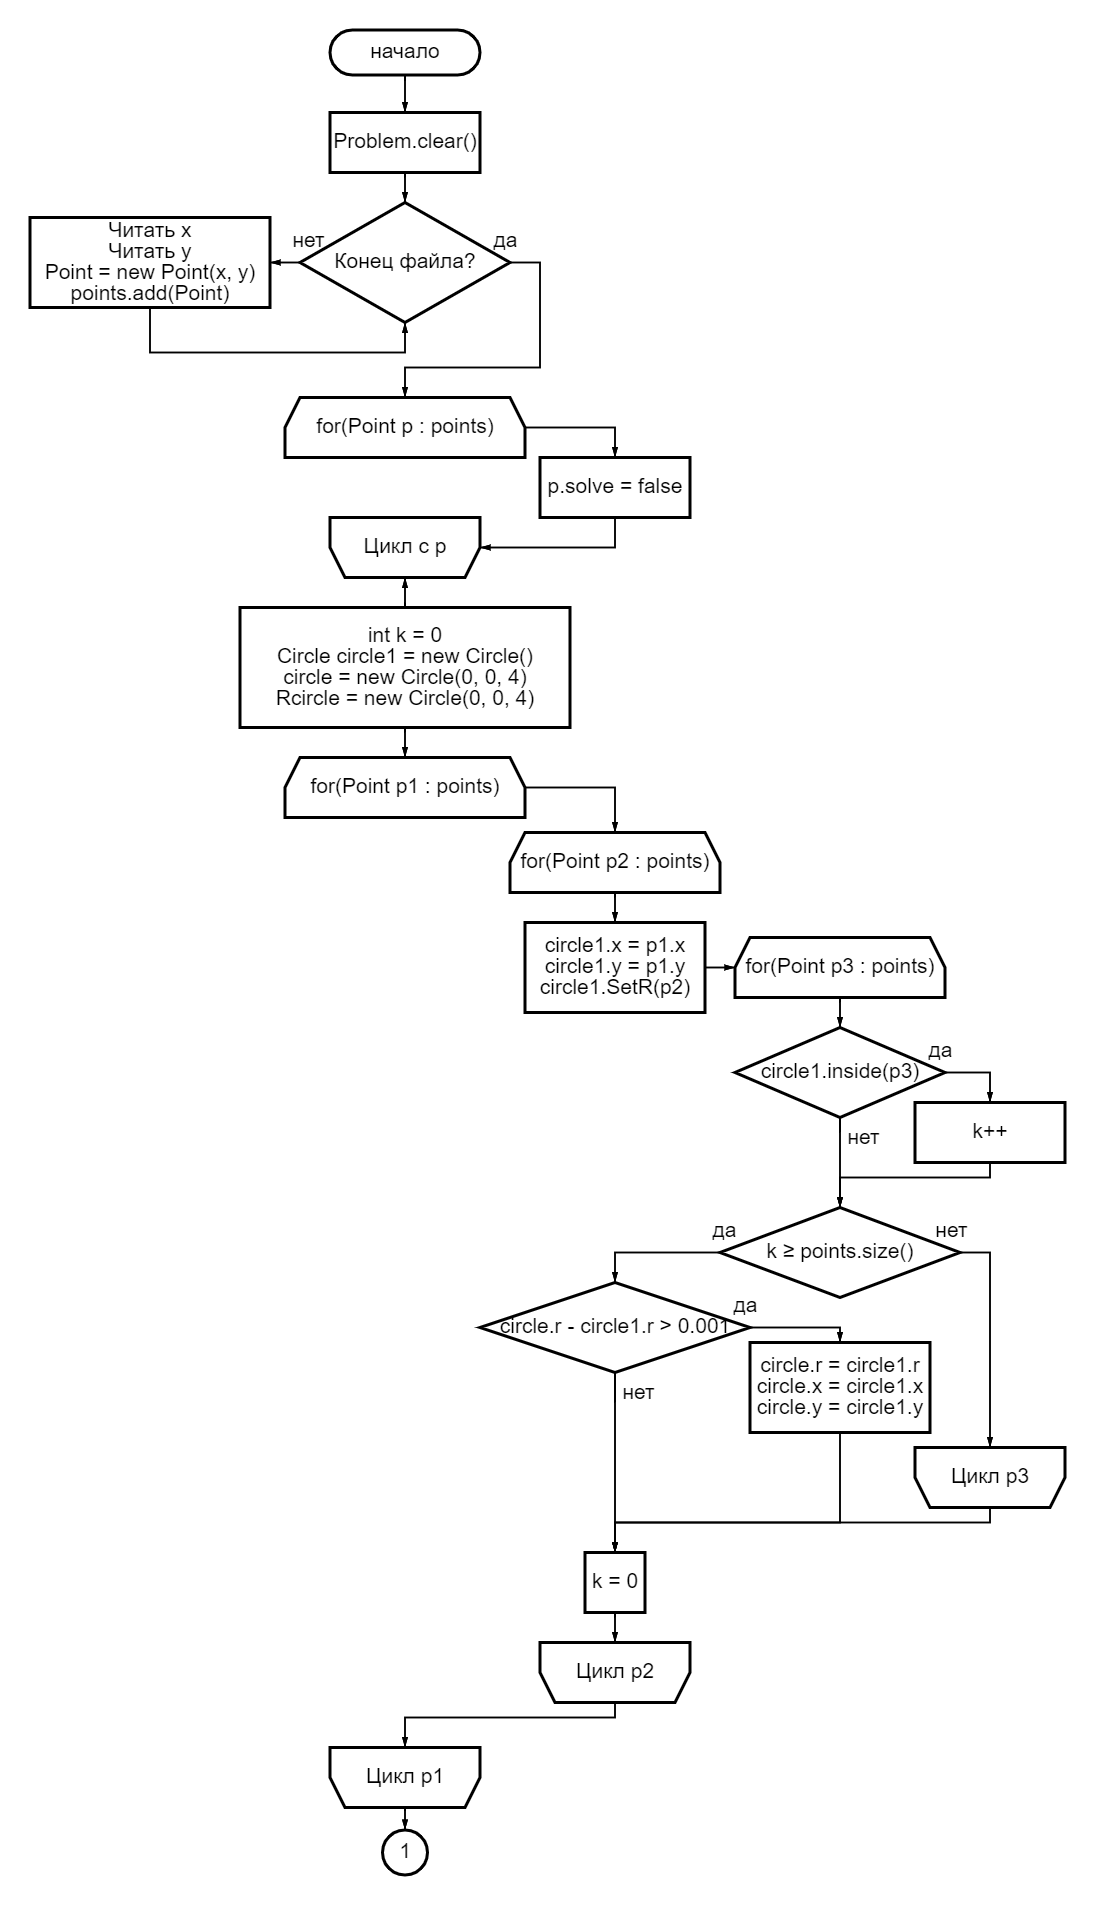 начало
Problem.clear()
Конец файла?
нет
да
Читать x
Читать y
Point = new Point(x, y)
points.add(Point)
for(Point p : points)
p.solve = false
Цикл с p
int k = 0
Circle circle1 = new Circle()
circle = new Circle(0, 0, 4)
Rcircle = new Circle(0, 0, 4)
for(Point p1 : points)
for(Point p2 : points)
circle1.x = p1.x
circle1.y = p1.y
circle1.SetR(p2)
for(Point p3 : points)
circle1.inside(p3)
да
нет
k++
k ≥ points.size()
да
нет
circle.r - circle1.r > 0.001
да
нет
circle.r = circle1.r
circle.x = circle1.x
circle.y = circle1.y
Цикл p3
k = 0
Цикл p2
Цикл p1
1